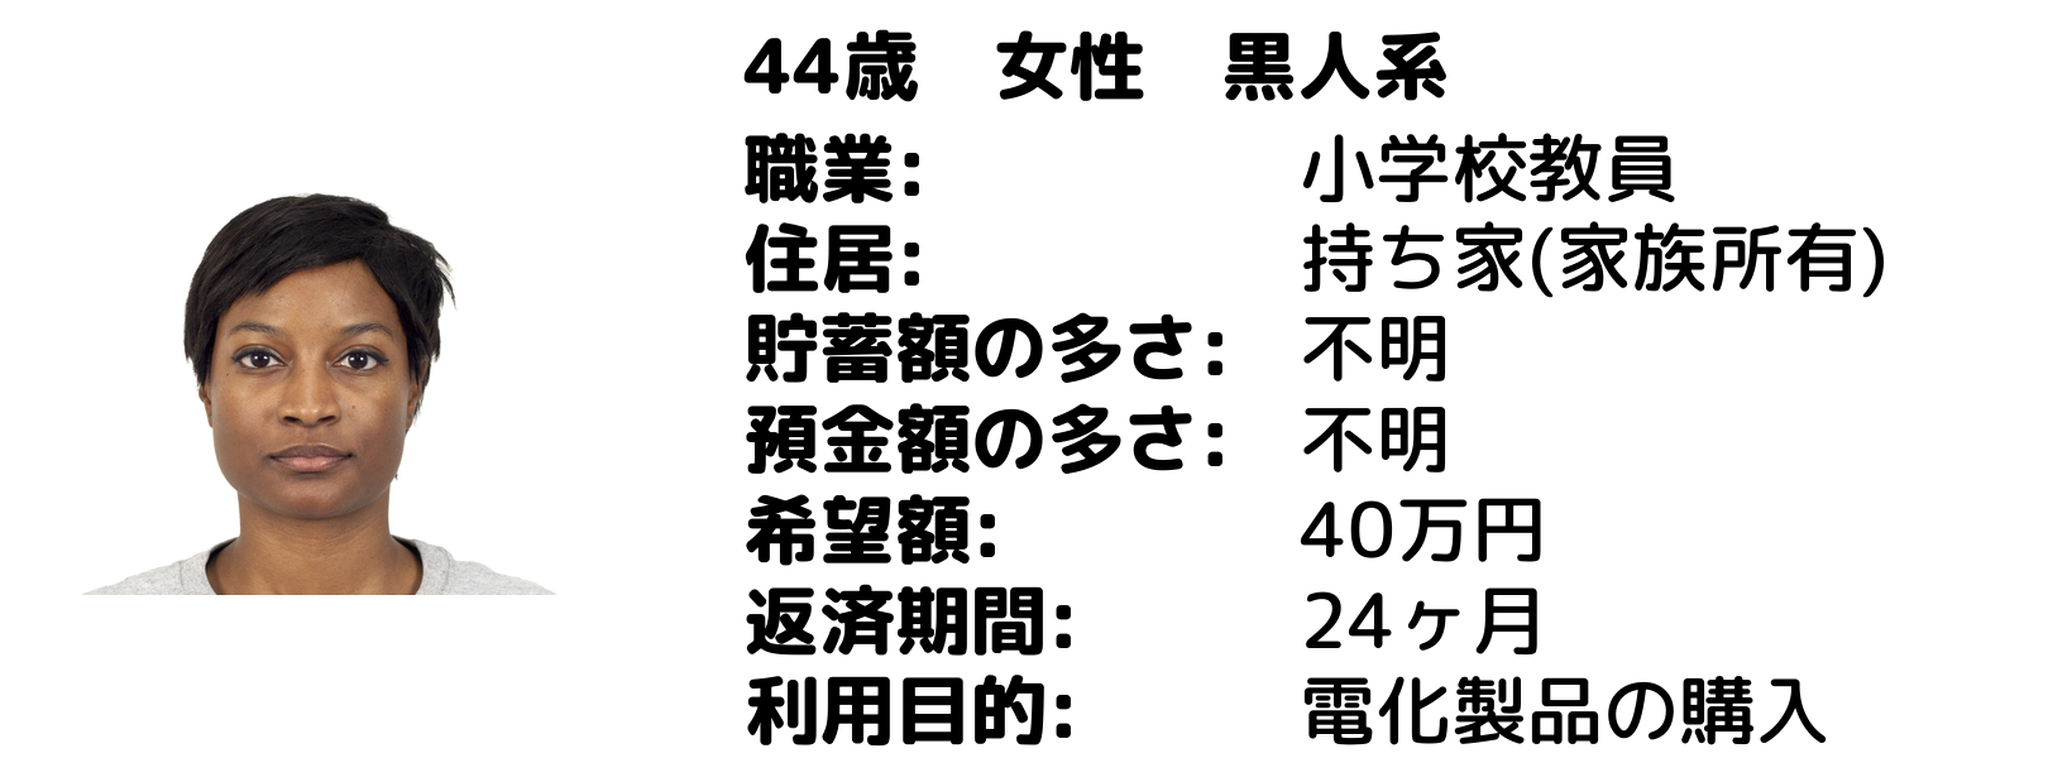 44歳　女性　黒人系
職業:　小学校教員
住居:　持ち家(家族所有)
貯蓄額の多さ:　不明
預金額の多さ:　不明
希望額:　40万円
返済期間:　24ヶ月
利用目的:　電化製品の購入